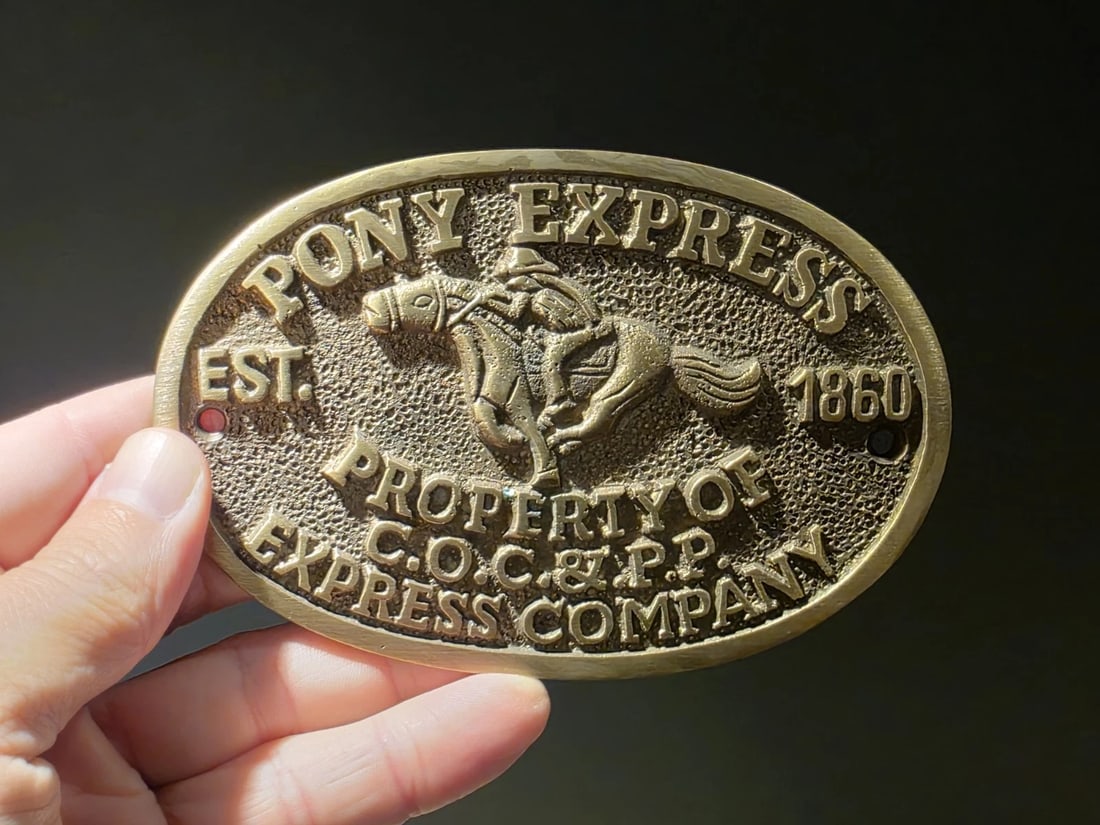 PONY EXPRESS
EST. 1860
PROPERTY OF
C.O.C.&.P.P.
EXPRESS COMPANY